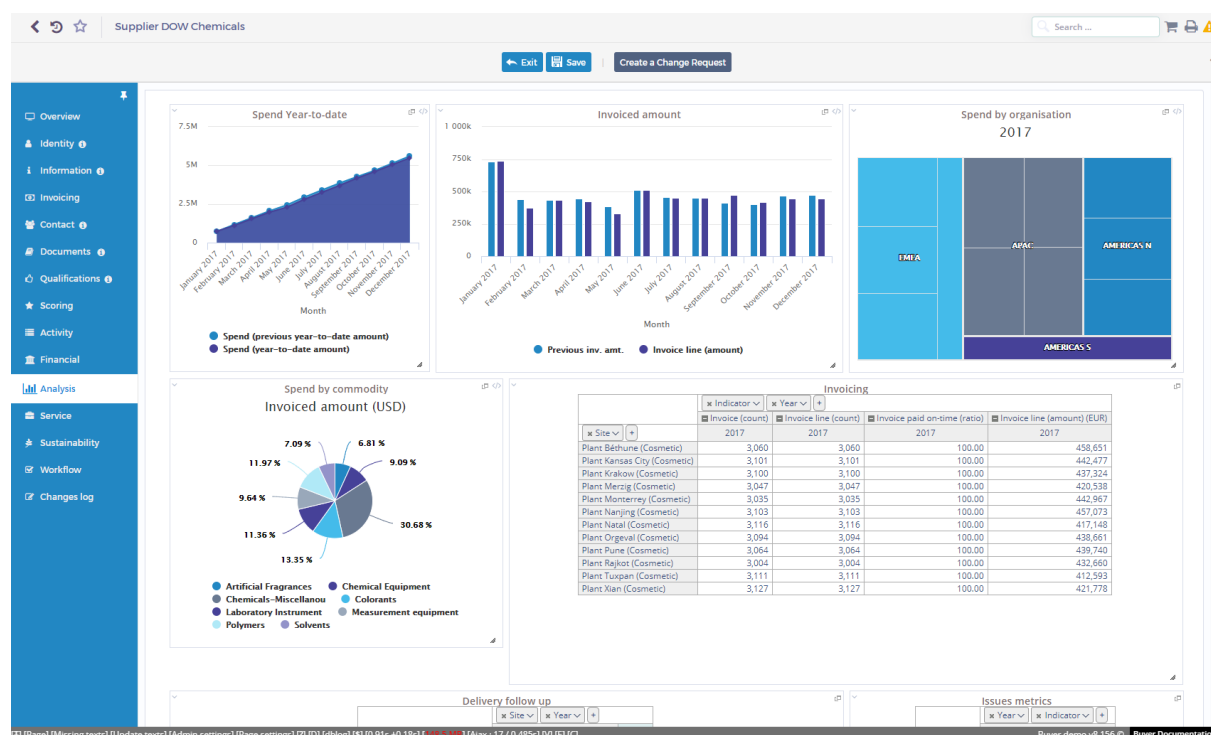 Supplier DOW Chemicals
Search ...
Exit
Save
Create a Change Request
Overview
Identity
Information
Invoicing
Contact
Documents
Qualifications
Scoring
Activity
Financial
Analysis
Service
Sustainability
Workflow
Changes log
Spend Year-to-date
7.5M
5M
2.5M
0
January 2017
February 2017
March 2017
April 2017
May 2017
June 2017
July 2017
August 2017
September 2017
October 2017
November 2017
December 2017
Month
Spend (previous year-to-date amount)
Spend (year-to-date amount)
Invoiced amount
1 000k
750k
500k
250k
0
January 2017
February 2017
March 2017
April 2017
May 2017
June 2017
July 2017
August 2017
September 2017
October 2017
November 2017
December 2017
Month
Previous inv. amt. Invoice line (amount)
Spend by organisation
2017
EMEA
APAC
AMERICAS N
AMERICAS S
Spend by commodity
Invoiced amount (USD)
7.09 % 6.81 %
11.97 % 9.09 %
9.64 %
30.68 %
11.36 %
13.35 %
Artificial Fragrances Chemical Equipment
Chemicals-Miscellanou Colorants
Laboratory Instrument Measurement equipment
Polymers Solvents
Invoicing
Indicator Year +
Invoice (count) Invoice line (count) Invoice paid on-time (ratio) Invoice line (amount) (EUR)
Site + 2017 2017 2017 2017
Plant Béthune (Cosmetic) 3,060 3,060 100.00 458,651
Plant Kansas City (Cosmetic) 3,101 3,101 100.00 442,477
Plant Krakow (Cosmetic) 3,100 3,100 100.00 437,324
Plant Merzig (Cosmetic) 3,047 3,047 100.00 420,538
Plant Monterrey (Cosmetic) 3,035 3,035 100.00 442,967
Plant Nanjing (Cosmetic) 3,103 3,103 100.00 457,073
Plant Natal (Cosmetic) 3,116 3,116 100.00 417,148
Plant Orgeval (Cosmetic) 3,094 3,094 100.00 438,661
Plant Pune (Cosmetic) 3,064 3,064 100.00 439,740
Plant Rajkot (Cosmetic) 3,004 3,004 100.00 432,660
Plant Tuxpan (Cosmetic) 3,111 3,111 100.00 412,593
Plant Xian (Cosmetic) 3,127 3,127 100.00 421,778
Delivery follow up
Site Year +
Issues metrics
Year Indicator +